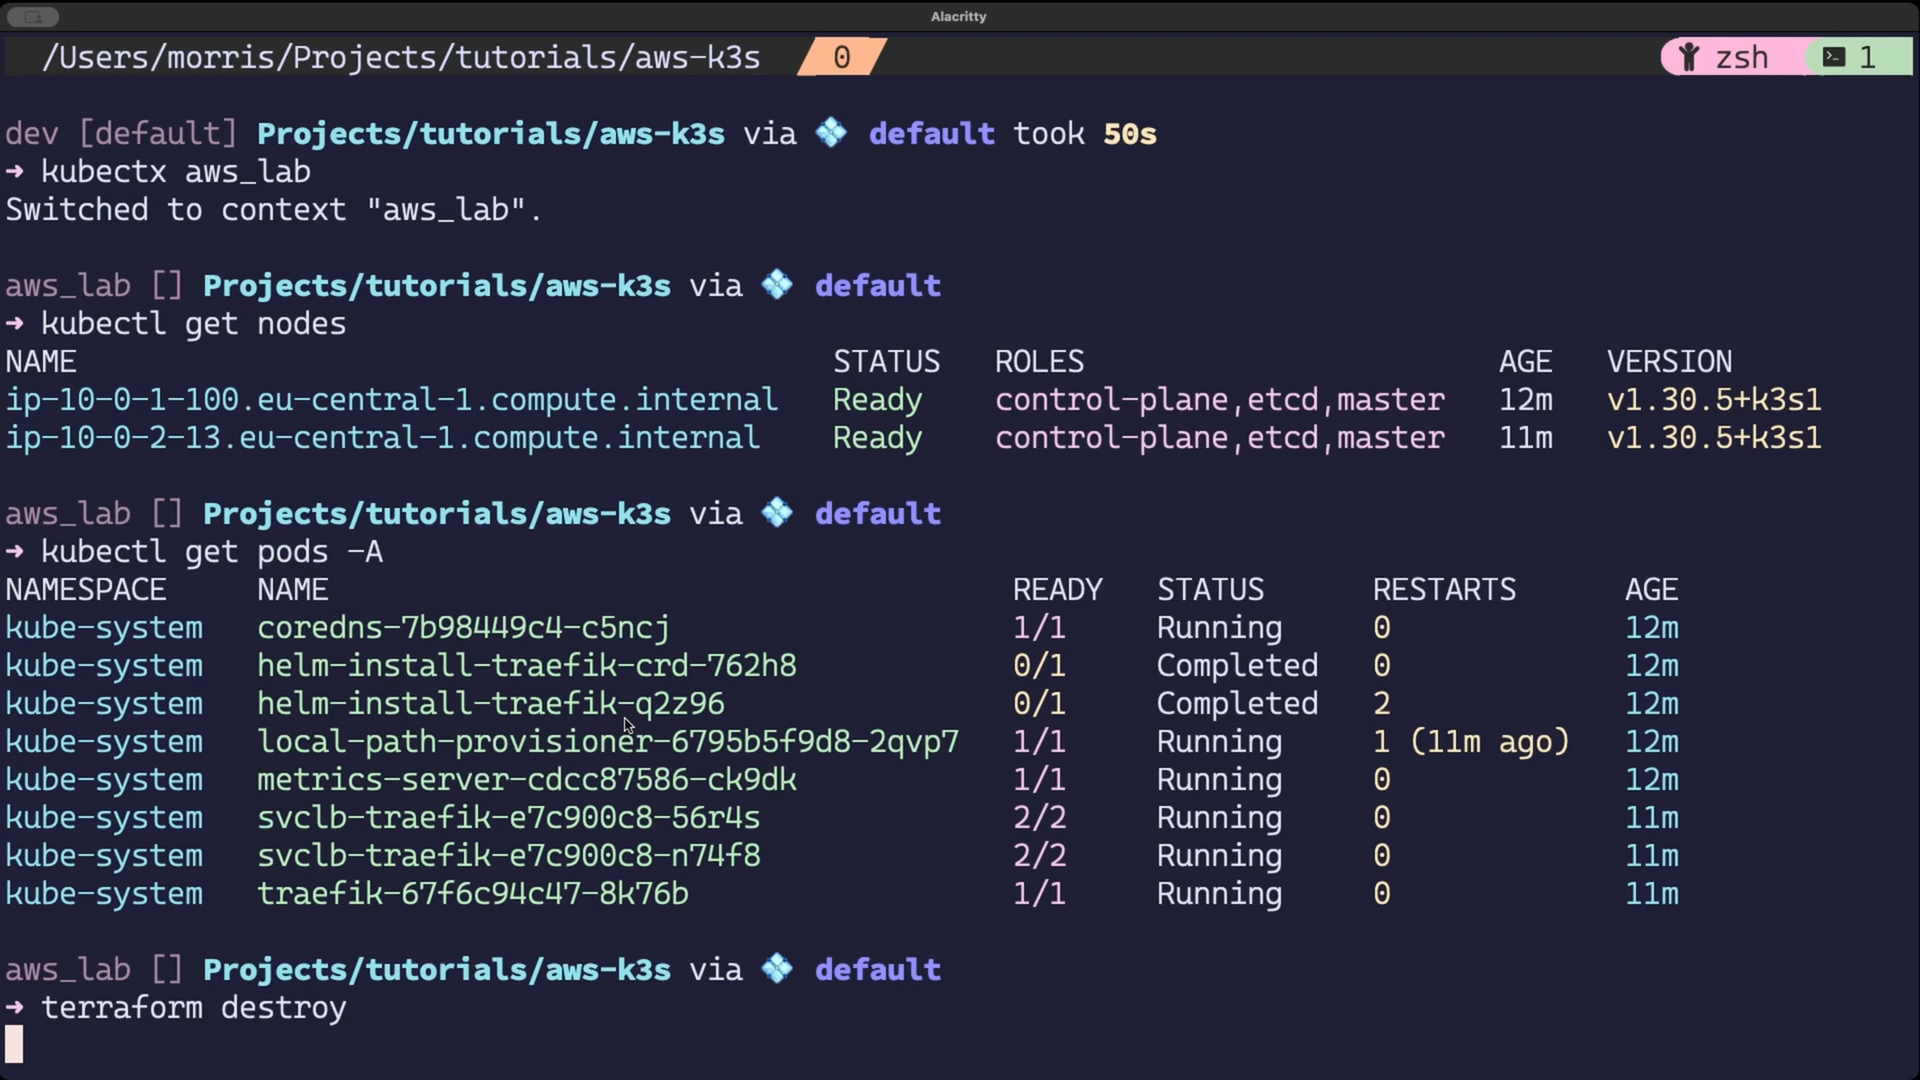 Alacritty
/Users/morris/Projects/tutorials/aws-k3s 0 zsh 1
dev [default] Projects/tutorials/aws-k3s via default took 50s
→ kubectx aws_lab
Switched to context "aws_lab".
aws_lab [] Projects/tutorials/aws-k3s via default
→ kubectl get nodes
NAME STATUS ROLES AGE VERSION
ip-10-0-1-100.eu-central-1.compute.internal Ready control-plane,etcd,master 12m v1.30.5+k3s1
ip-10-0-2-13.eu-central-1.compute.internal Ready control-plane,etcd,master 11m v1.30.5+k3s1
aws_lab [] Projects/tutorials/aws-k3s via default
→ kubectl get pods -A
NAMESPACE NAME READY STATUS RESTARTS AGE
kube-system coredns-7b98449c4-c5ncj 1/1 Running 0 12m
kube-system helm-install-traefik-crd-762h8 0/1 Completed 0 12m
kube-system helm-install-traefik-q2z96 0/1 Completed 2 12m
kube-system local-path-provisioner-6795b5f9d8-2qvp7 1/1 Running 1 (11m ago) 12m
kube-system metrics-server-cdcc87586-ck9dk 1/1 Running 0 12m
kube-system svclb-traefik-e7c900c8-56r4s 2/2 Running 0 11m
kube-system svclb-traefik-e7c900c8-n74f8 2/2 Running 0 11m
kube-system traefik-67f6c94c47-8k76b 1/1 Running 0 11m
aws_lab [] Projects/tutorials/aws-k3s via default
→ terraform destroy